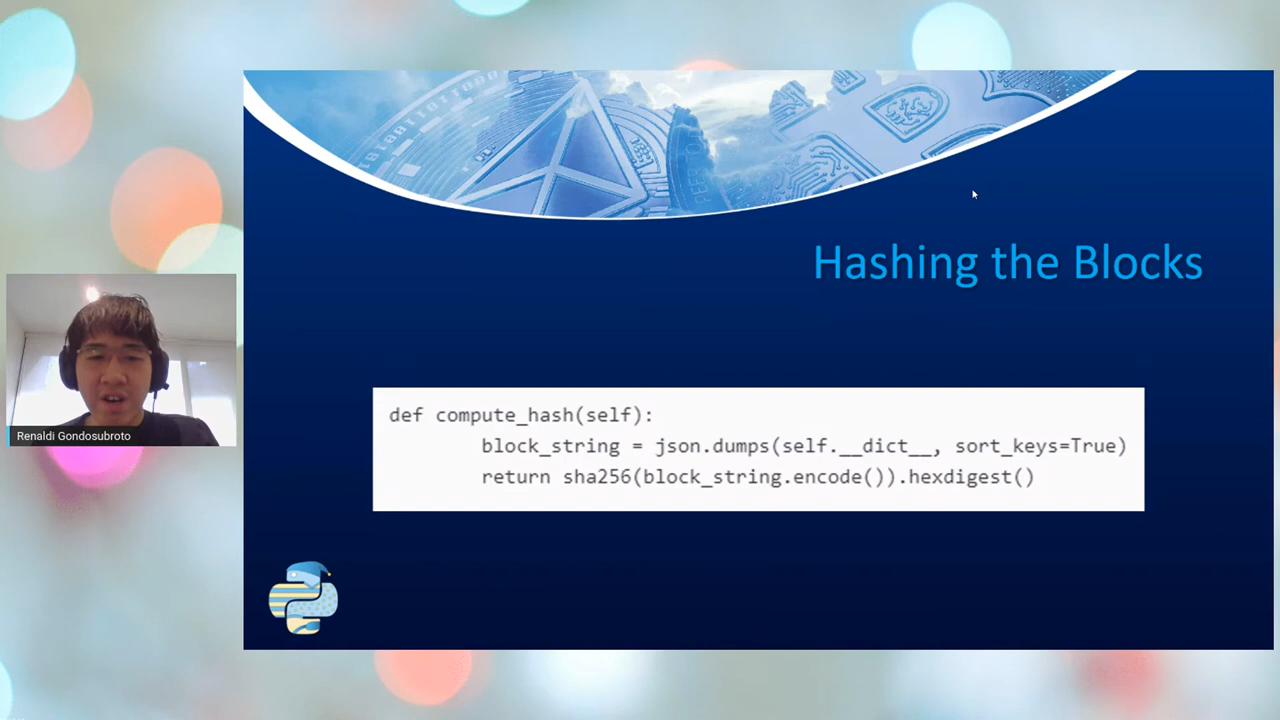 Hashing the Blocks
def compute_hash(self):
block_string = json.dumps(self.__dict__, sort_keys=True)
return sha256(block_string.encode()).hexdigest()
Renaldi Gondosubroto